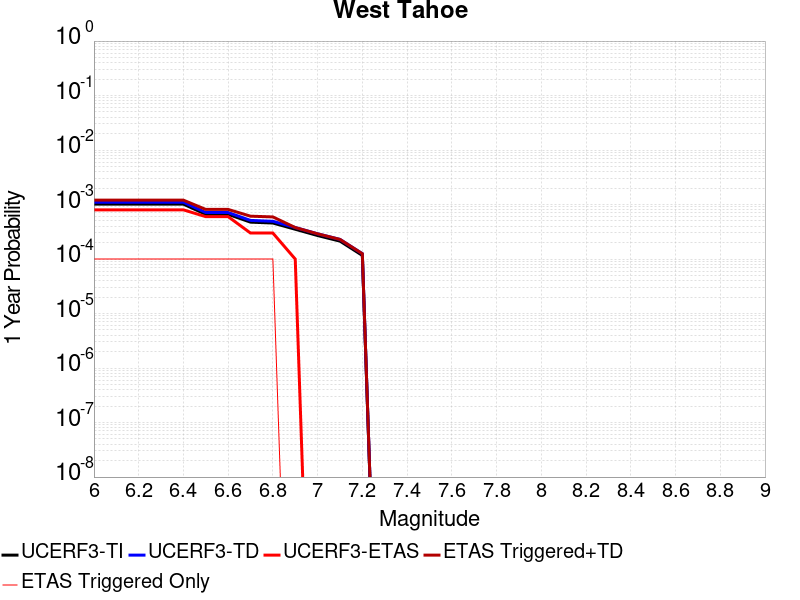 West Tahoe
10^0
10^-1
10^-2
10^-3
10^-4
10^-5
10^-6
10^-7
10^-8
1 Year Probability
6 6.2 6.4 6.6 6.8 7 7.2 7.4 7.6 7.8 8 8.2 8.4 8.6 8.8 9
Magnitude
UCERF3-TI UCERF3-TD UCERF3-ETAS ETAS Triggered+TD
ETAS Triggered Only